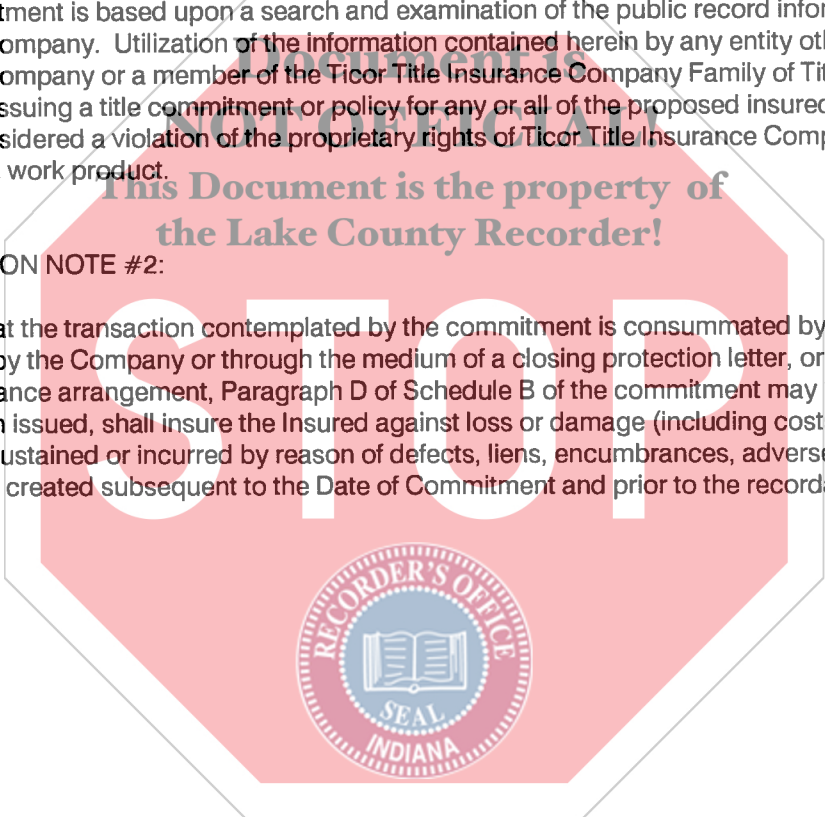 tment is based upon a search and examination of the public record infor
ompany. Utilization of the information contained herein by any entity oth
ompany or a member of the Ticor Title Insurance Company Family of Tit
ssuing a title commitment or policy for any or all of the proposed insured
sidered a violation of the proprietary rights of Ticor Title Insurance Comp
work product.
Document is
NOT OFFICIAL!
This Document is the property of
the Lake County Recorder!
ON NOTE #2:
at the transaction contemplated by the commitment is consummated by
by the Company or through the medium of a closing protection letter, or
ance arrangement, Paragraph D of Schedule B of the commitment may
n issued, shall insure the Insured against loss or damage (including cost
ustained or incurred by reason of defects, liens, encumbrances, adverse
created subsequent to the Date of Commitment and prior to the recorda
STOP
RECORDER'S OFFICE
SEAL
INDIANA